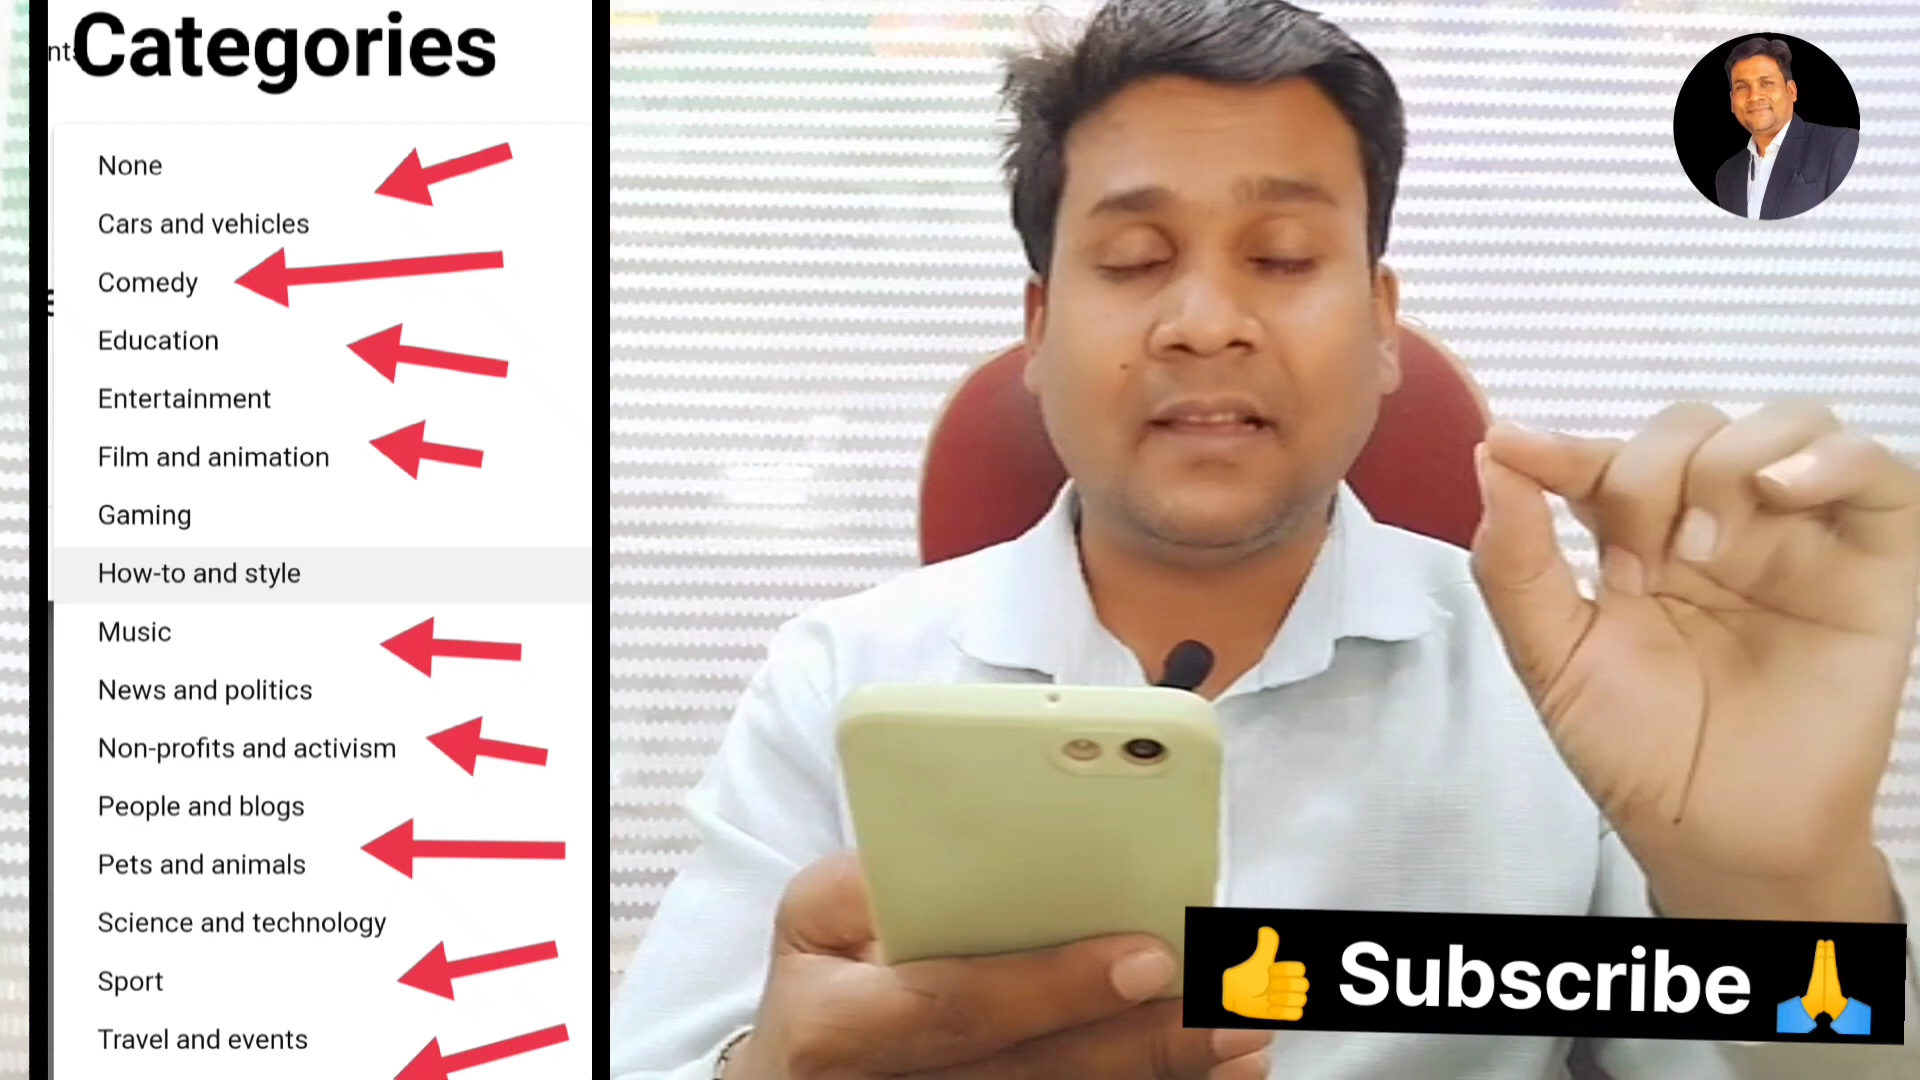 Categories
None
Cars and vehicles
Comedy
Education
Entertainment
Film and animation
Gaming
How-to and style
Music
News and politics
Non-profits and activism
People and blogs
Pets and animals
Science and technology
Sport
Travel and events
👍 Subscribe 🙏